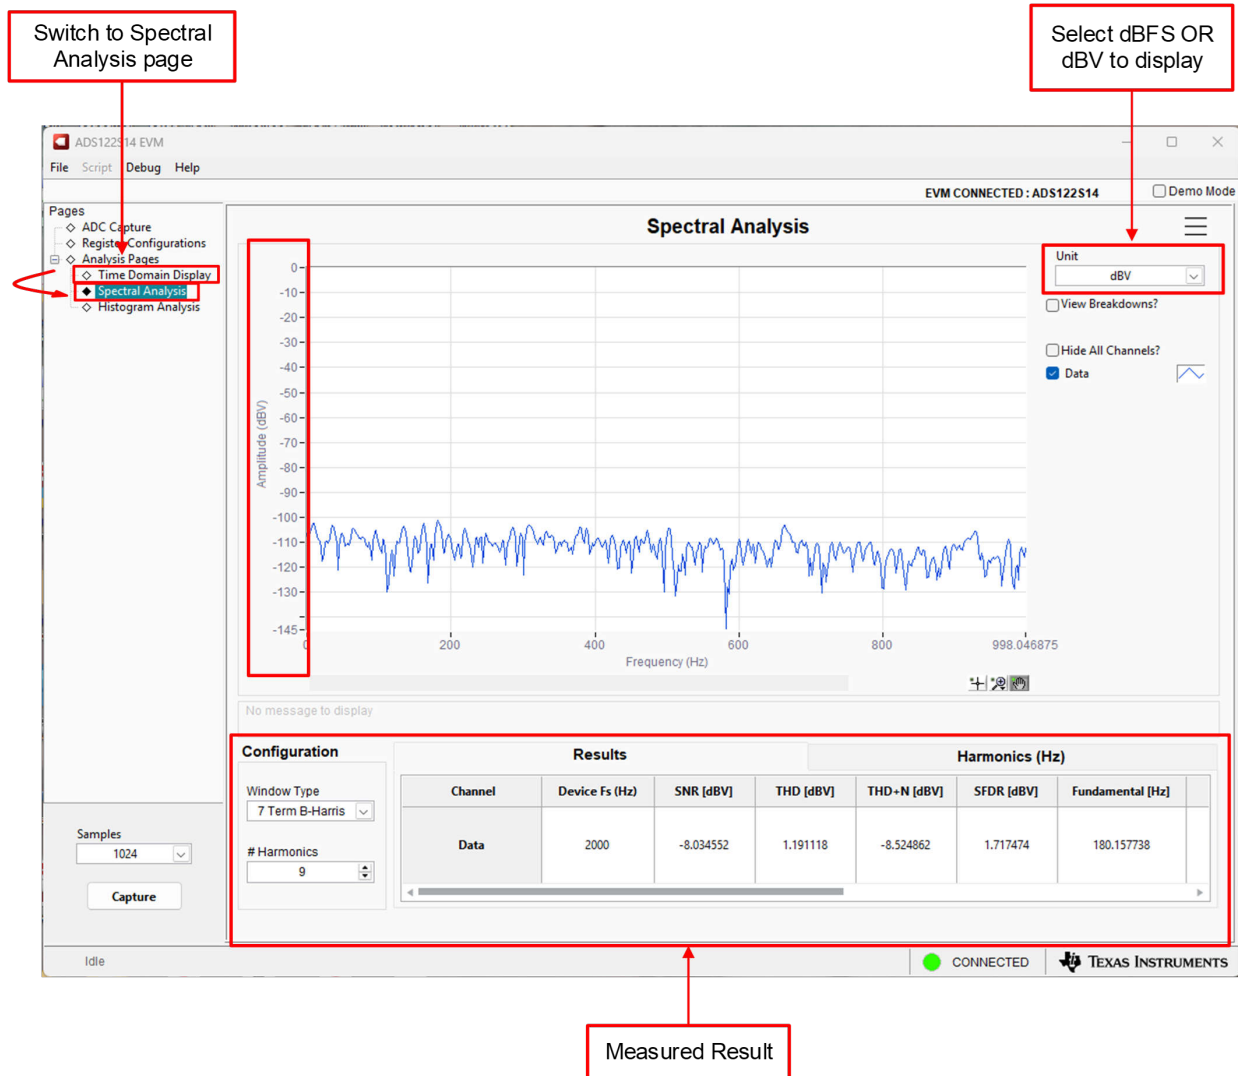 Switch to Spectral
Analysis page
Select dBFS OR
dBV to display
ADS122S14 EVM
File Script Debug Help
EVM CONNECTED : ADS122S14
Demo Mode
Pages
ADC Capture
Register Configurations
Analysis Pages
Time Domain Display
Spectral Analysis
Histogram Analysis
Spectral Analysis
Unit
dBV
View Breakdowns?
Hide All Channels?
Data
Amplitude (dBV)
0
-10
-20
-30
-40
-50
-60
-70
-80
-90
-100
-110
-120
-130
-145
0 200 400 600 800 998.046875
Frequency (Hz)
No message to display
Configuration
Window Type
7 Term B-Harris
# Harmonics
9
Results
Harmonics (Hz)
Channel Device Fs (Hz) SNR [dBV] THD [dBV] THD+N [dBV] SFDR [dBV] Fundamental [Hz]
Data 2000 -8.034552 1.191118 -8.524862 1.717474 180.157738
Samples
1024
Capture
Idle
CONNECTED
TEXAS INSTRUMENTS
Measured Result